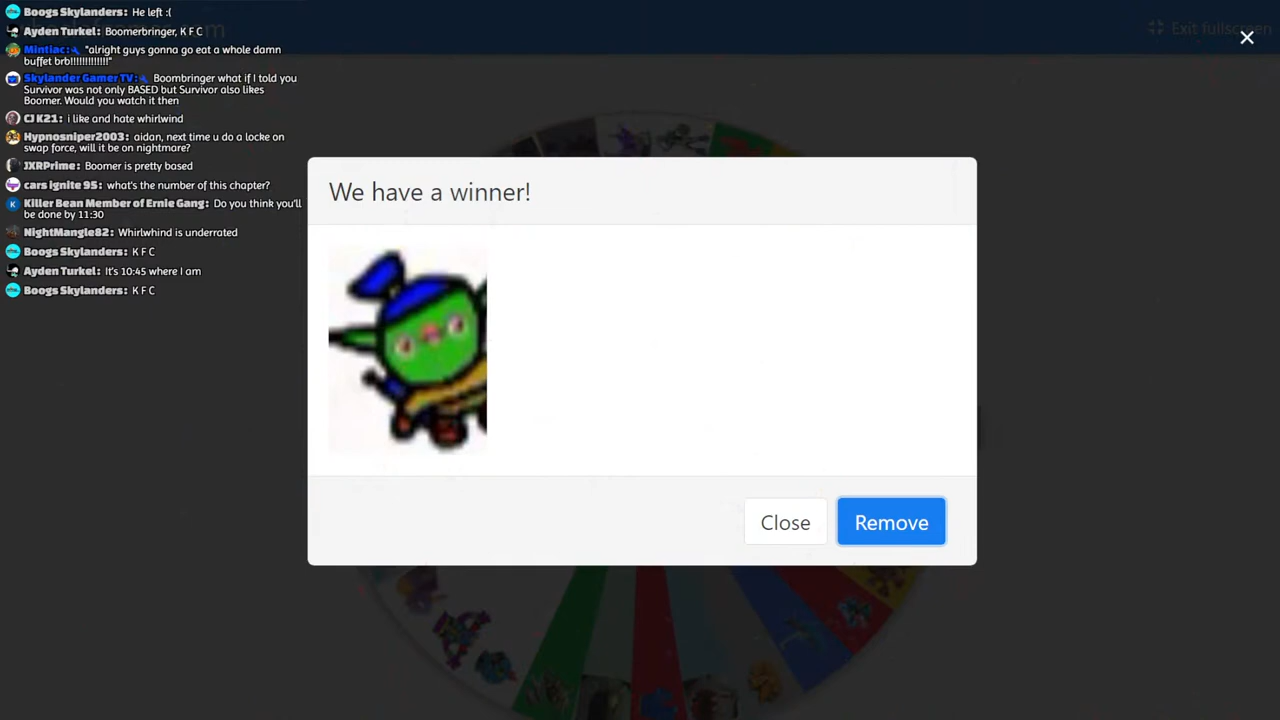 Boogs Skylanders: He left :(
Ayden Turkel: Boomerbringer, K F C
Mintiac: "alright guys gonna go eat a whole damn
buffet brb!!!!!!!!!!!!!"
Skylander Gamer TV: Boombringer what if I told you
Survivor was not only BASED but Survivor also likes
Boomer. Would you watch it then
CJ K21: i like and hate whirlwind
Hypnosniper2003: aidan, next time u do a locke on
swap force, will it be on nightmare?
JXRPrime: Boomer is pretty based
cars ignite 95: what's the number of this chapter?
Killer Bean Member of Ernie Gang: Do you think you'll
be done by 11:30
NightMangle82: Whirlwhind is underrated
Boogs Skylanders: K F C
Ayden Turkel: It's 10:45 where I am
Boogs Skylanders: K F C
Exit fullscreen
We have a winner!
Close
Remove